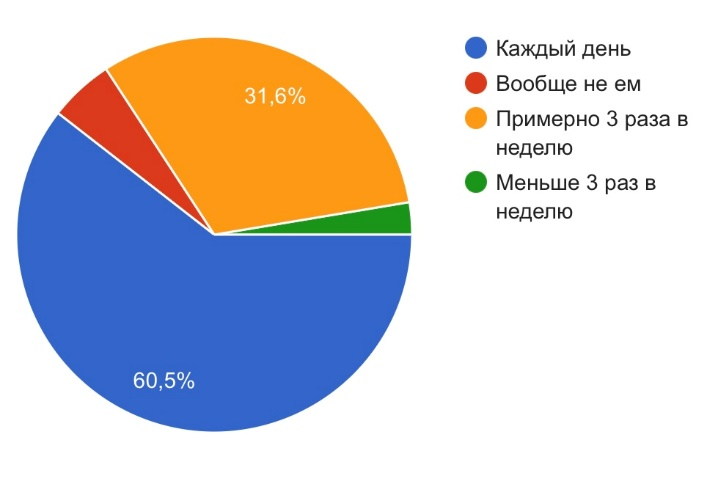 31,6%
60,5%
Каждый день
Вообще не ем
Примерно 3 раза в
неделю
Меньше 3 раз в
неделю